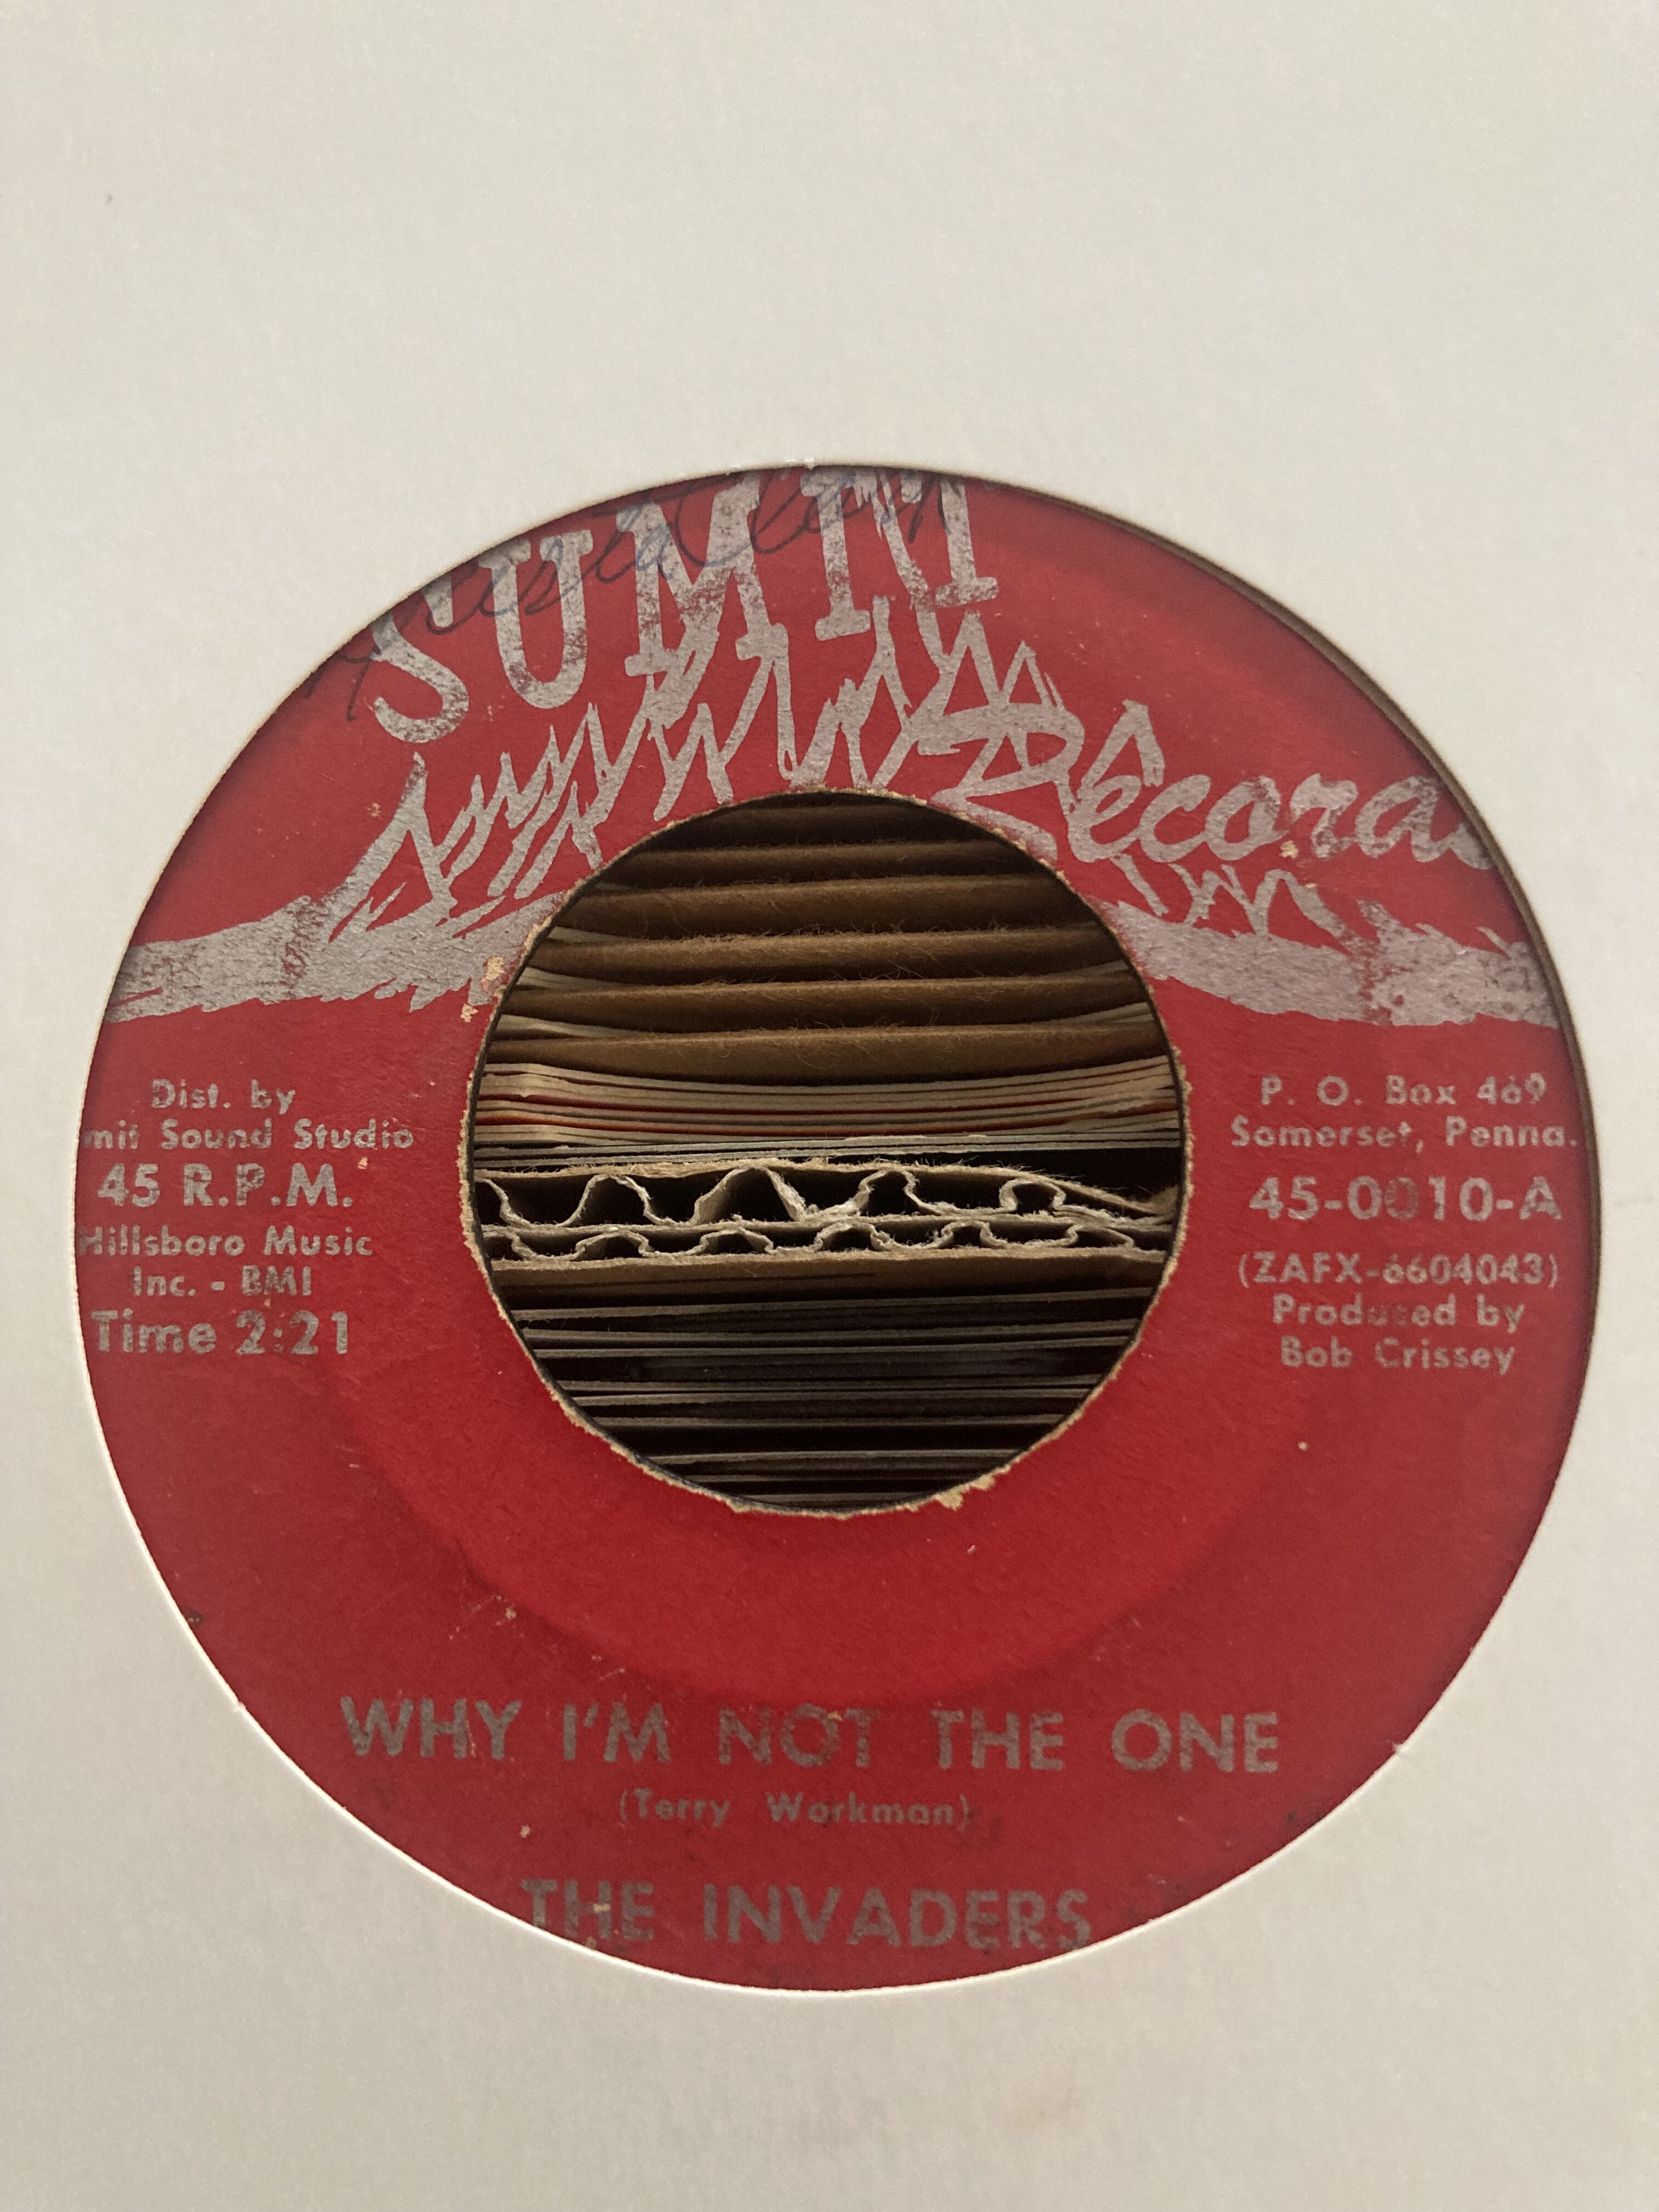 SUMMIT
Records
Dist. by
mit Sound Studio
45 R.P.M.
Hillsboro Music
Inc. - BMI
Time 2:21
P. O. Box 469
Somerset, Penna.
45-0010-A
(ZAFX-6604043)
Produced by
Bob Crissey
WHY I'M NOT THE ONE
(Terry Workman)
THE INVADERS